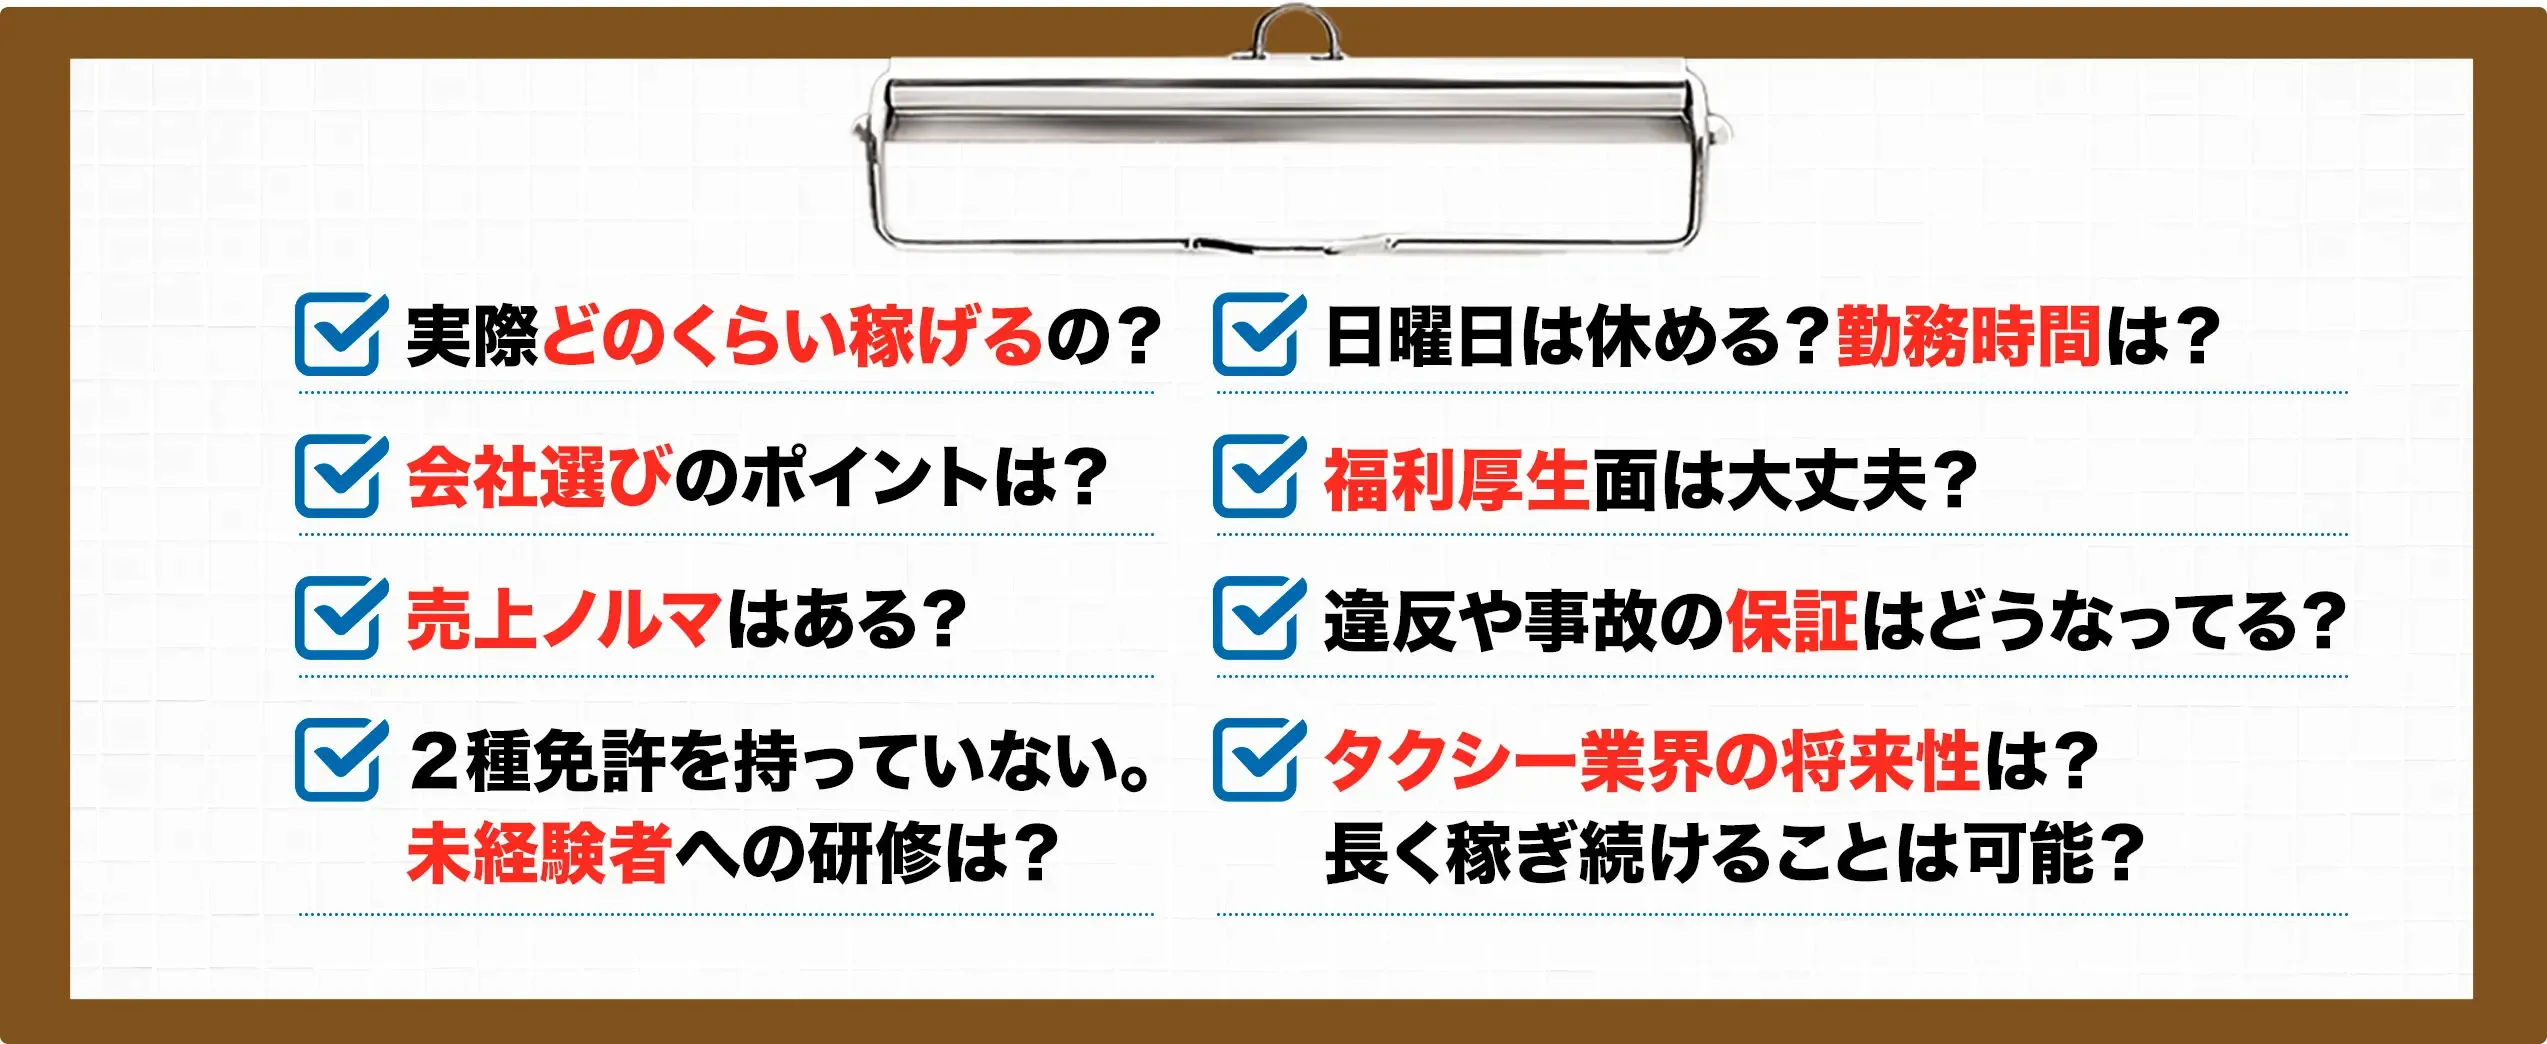 実際どのくらい稼げるの？
会社選びのポイントは？
売上ノルマはある？
２種免許を持っていない。
未経験者への研修は？
日曜日は休める？勤務時間は？
福利厚生面は大丈夫？
違反や事故の保証はどうなってる？
タクシー業界の将来性は？
長く稼ぎ続けることは可能？